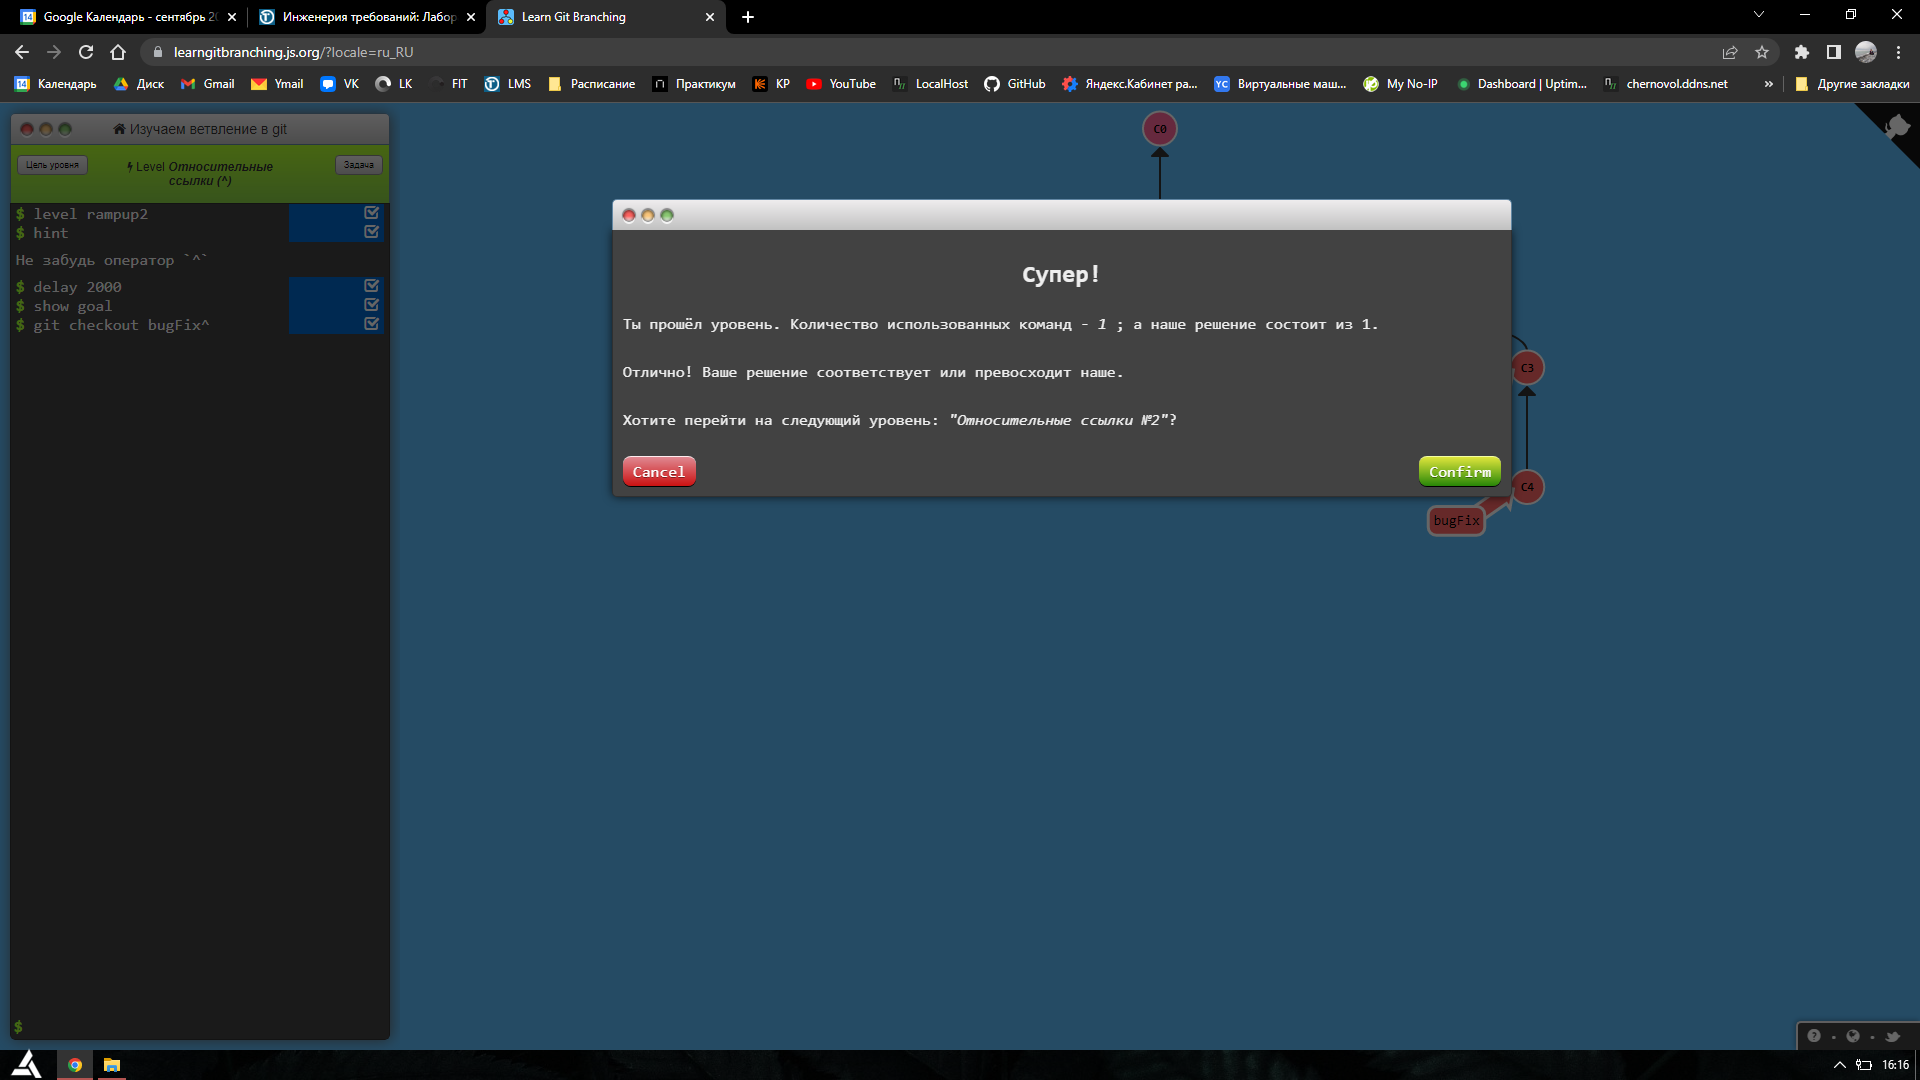 Google Календарь - сентябрь 20
Инженерия требований: Лабор
Learn Git Branching
learngitbranching.js.org/?locale=ru_RU
Календарь
Диск
Gmail
Ymail
VK
LK
FIT
LMS
Расписание
Практикум
КР
YouTube
LocalHost
GitHub
Яндекс.Кабинет ра...
YC
Виртуальные маш...
My No-IP
Dashboard | Uptim...
chernovol.ddns.net
»
Другие закладки
Изучаем ветвление в git
Цель уровня
Level Относительные
ссылки (^)
Задача
$ level rampup2
$ hint
Не забудь оператор `^`
$ delay 2000
$ show goal
$ git checkout bugFix^
$
C0
Супер!
Ты прошёл уровень. Количество использованных команд - 1 ; а наше решение состоит из 1.
Отлично! Ваше решение соответствует или превосходит наше.
Хотите перейти на следующий уровень: "Относительные ссылки №2"?
Cancel
Confirm
C3
C4
bugFix
16:16